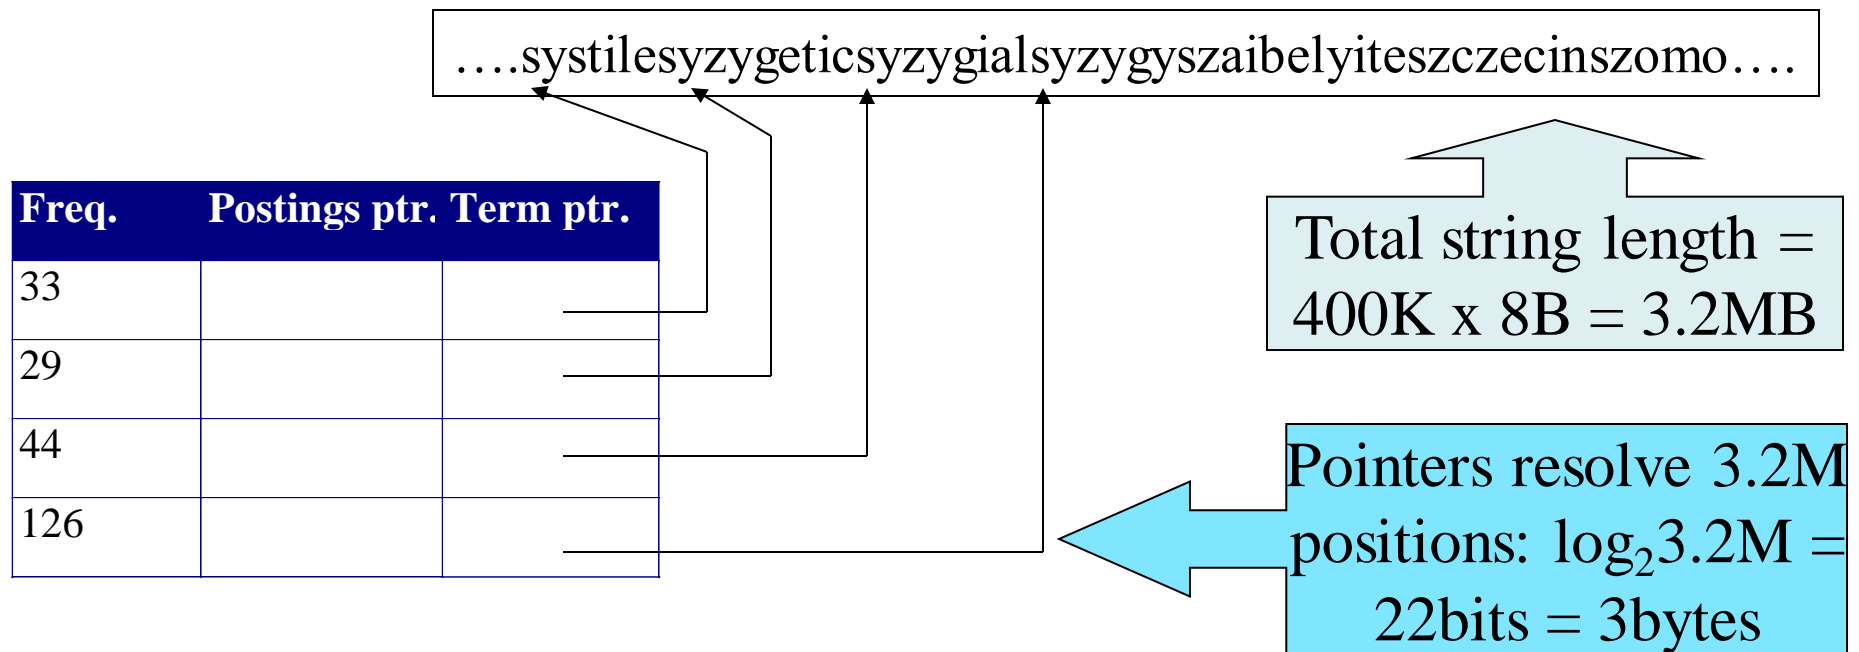 ….systilesyzygeticsyzygialsyzygyszaibelyiteszczecinszomo….
Freq. Postings ptr. Term ptr.
33
29
44
126
Total string length =
400K x 8B = 3.2MB
Pointers resolve 3.2M
positions: log₂3.2M =
22bits = 3bytes